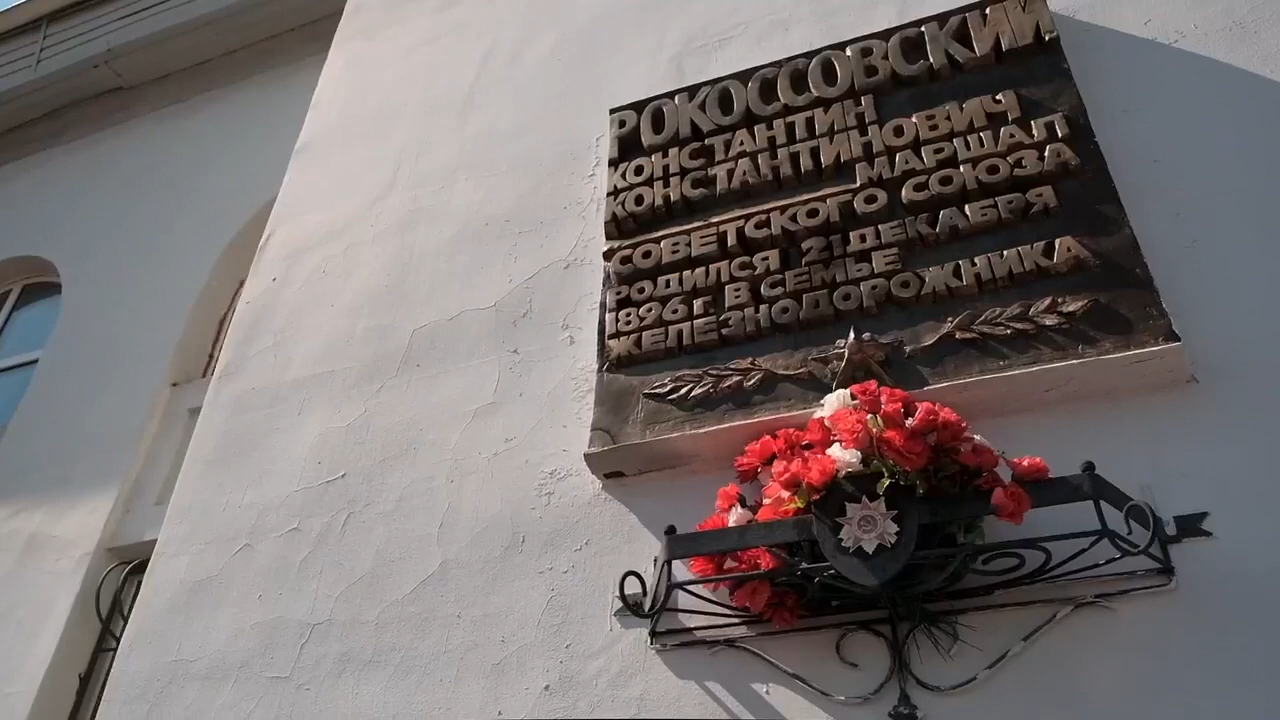 РОКОССОВСКИЙ
КОНСТАНТИН
КОНСТАНТИНОВИЧ
МАРШАЛ
СОВЕТСКОГО СОЮЗА
РОДИЛСЯ 21 ДЕКАБРЯ
1896 г. В СЕМЬЕ
ЖЕЛЕЗНОДОРОЖНИКА